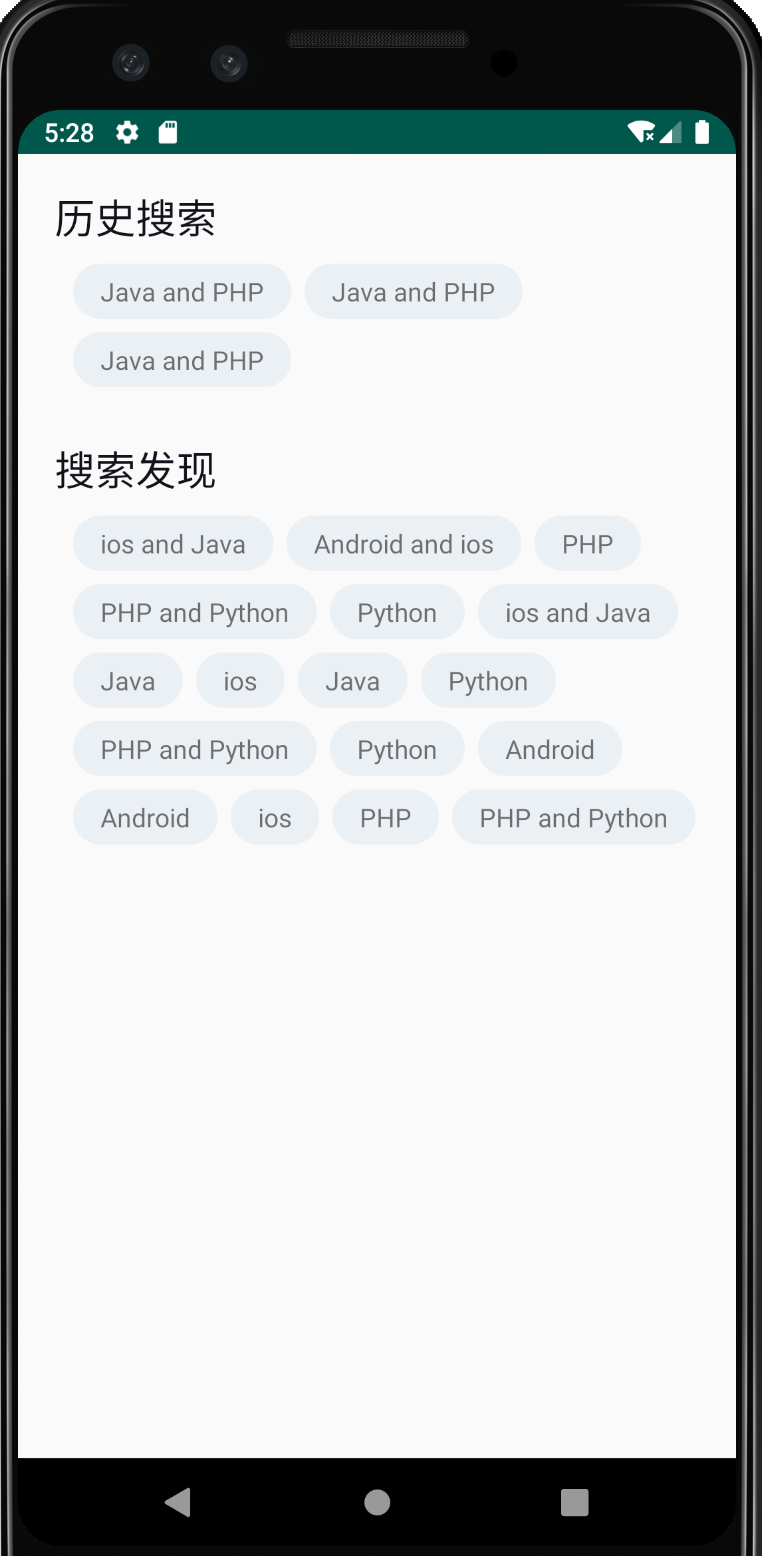 5:28
历史搜索
Java and PHP Java and PHP
Java and PHP
搜索发现
ios and Java Android and ios PHP
PHP and Python Python ios and Java
Java ios Java Python
PHP and Python Python Android
Android ios PHP PHP and Python